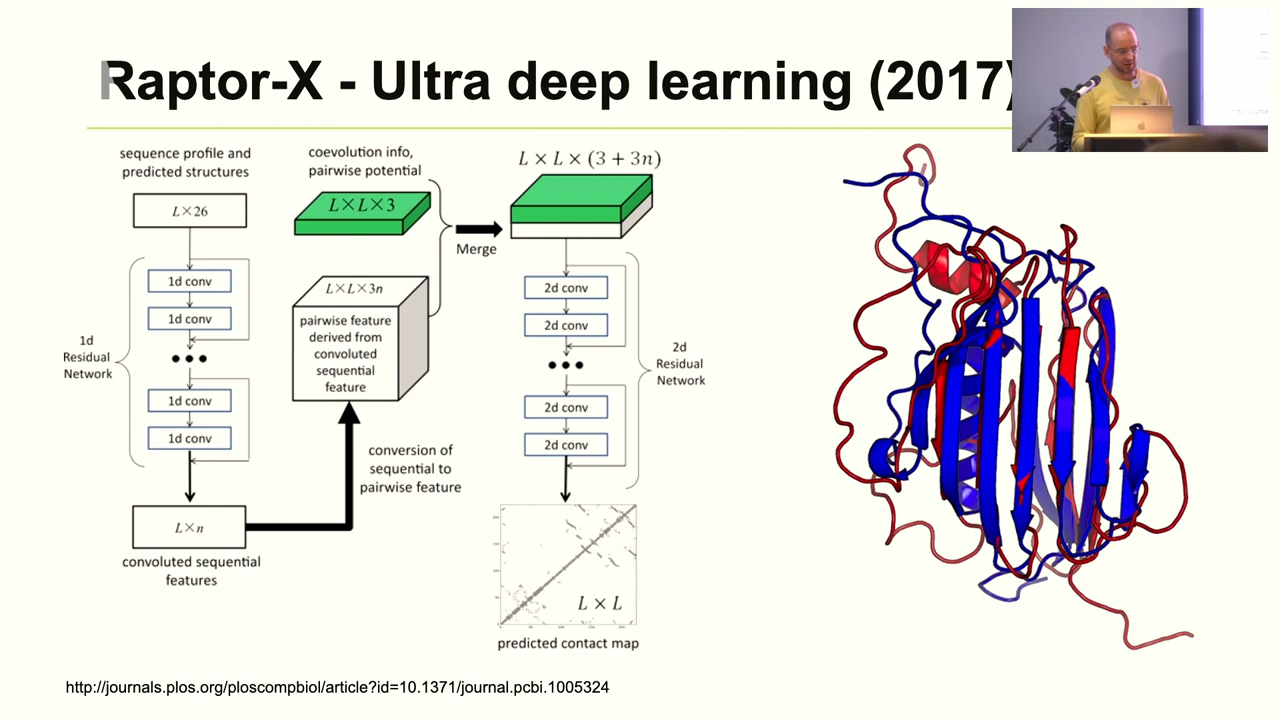 Raptor-X - Ultra deep learning (2017)
sequence profile and
predicted structures
L×26
1d conv
1d conv
•••
1d conv
1d conv
1d
Residual
Network
L×n
convoluted sequential
features
coevolution info,
pairwise potential
L×L×3
Merge
L×L×3n
pairwise feature
derived from
convoluted
sequential
feature
conversion of
sequential to
pairwise feature
L × L × (3 + 3n)
2d conv
2d conv
•••
2d conv
2d conv
2d
Residual
Network
L × L
predicted contact map
http://journals.plos.org/ploscompbiol/article?id=10.1371/journal.pcbi.1005324